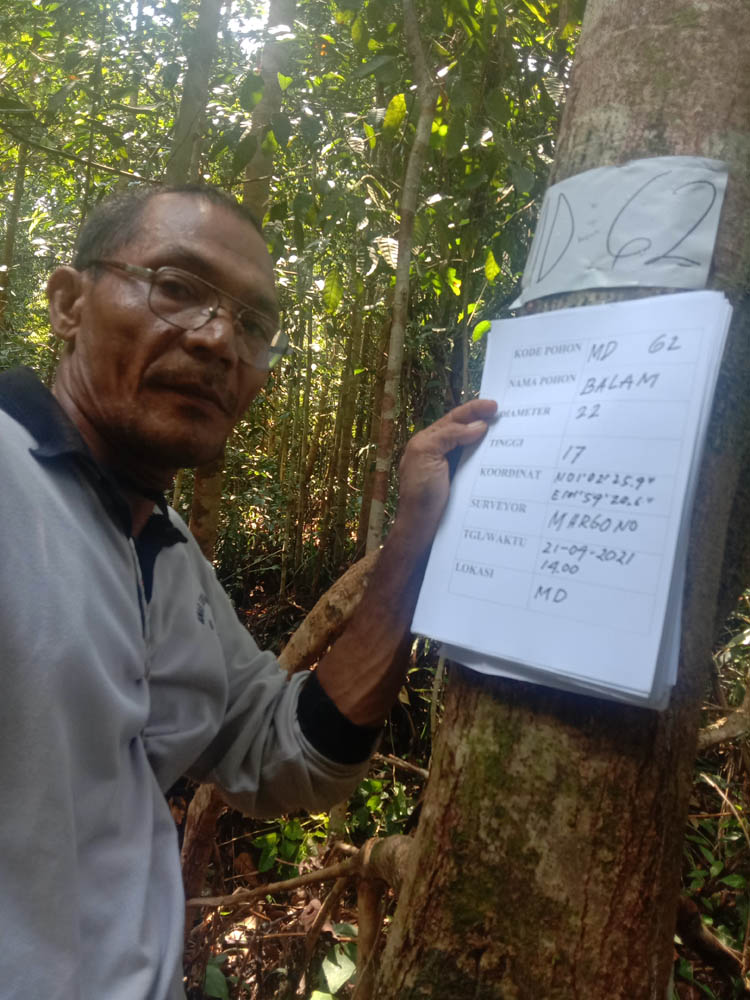 MD-62
KODE POHON MD 62
NAMA POHON BALAM
DIAMETER 22
TINGGI 17
KOORDINAT N01°02'25.9"
E101°59'20.6"
SURVEYOR MARGONO
TGL/WAKTU 21-09-2021
14.00
LOKASI MD